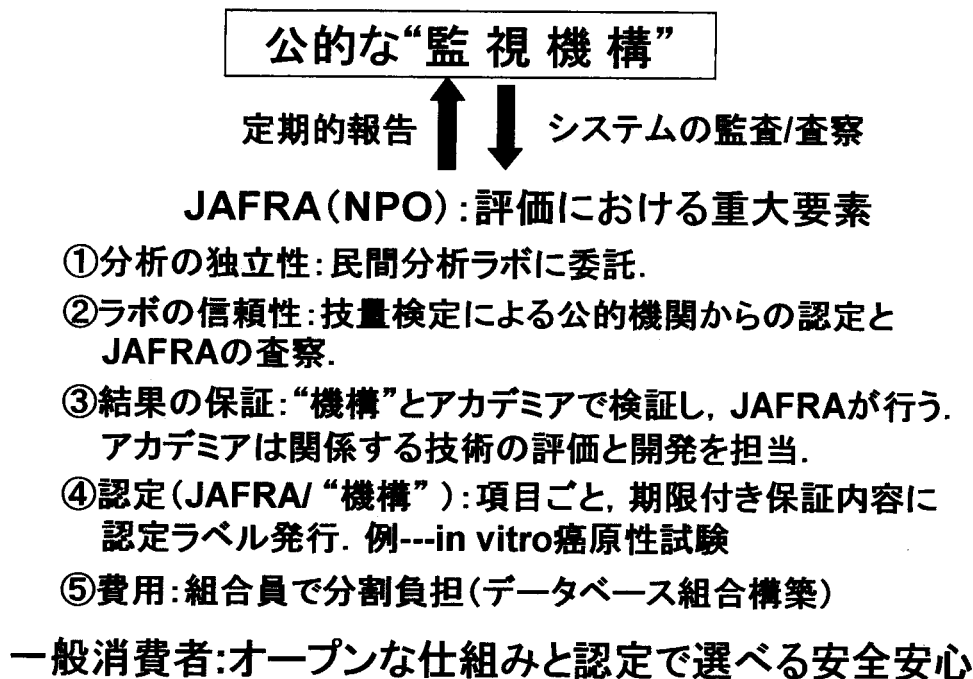 公的な“監 視 機 構”
定期的報告
システムの監査/査察
JAFRA(NPO):評価における重大要素
①分析の独立性:民間分析ラボに委託.
②ラボの信頼性:技量検定による公的機関からの認定と
JAFRAの査察.
③結果の保証:“機構”とアカデミアで検証し, JAFRAが行う.
アカデミアは関係する技術の評価と開発を担当.
④認定(JAFRA/ “機構” ):項目ごと, 期限付き保証内容に
認定ラベル発行. 例---in vitro癌原性試験
⑤費用:組合員で分割負担(データベース組合構築)
一般消費者:オープンな仕組みと認定で選べる安全安心